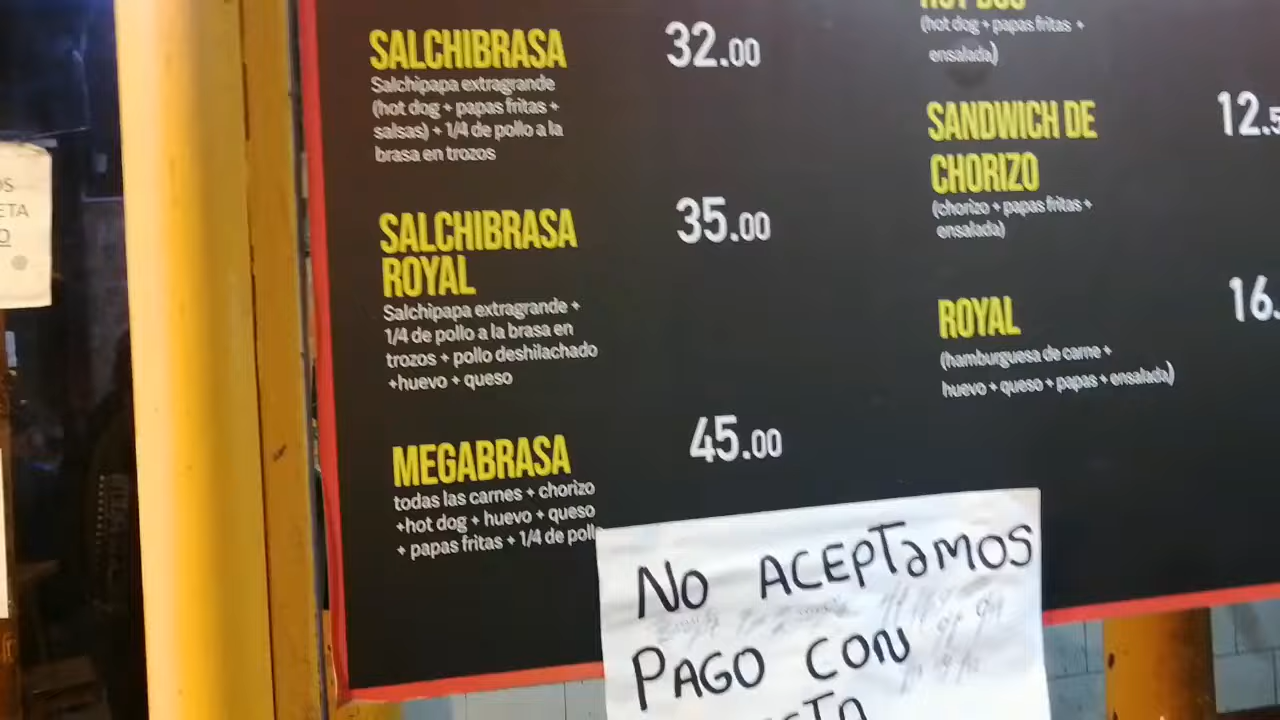 SALCHIBRASA 32.00
Salchipapa extragrande
(hot dog + papas fritas +
salsas) + 1/4 de pollo a la
brasa en trozos
SALCHIBRASA 35.00
ROYAL
Salchipapa extragrande +
1/4 de pollo a la brasa en
trozos + pollo deshilachado
+huevo + queso
MEGABRASA 45.00
todas las carnes + chorizo
+hot dog + huevo + queso
+ papas fritas + 1/4 de pollo
HOT DOG
(hot dog + papas fritas +
ensalada)
SANDWICH DE
CHORIZO
(chorizo + papas fritas +
ensalada)
ROYAL 16.
(hamburguesa de carne +
huevo + queso + papas + ensalada)
NO ACEPTaMOS
PAGO CON